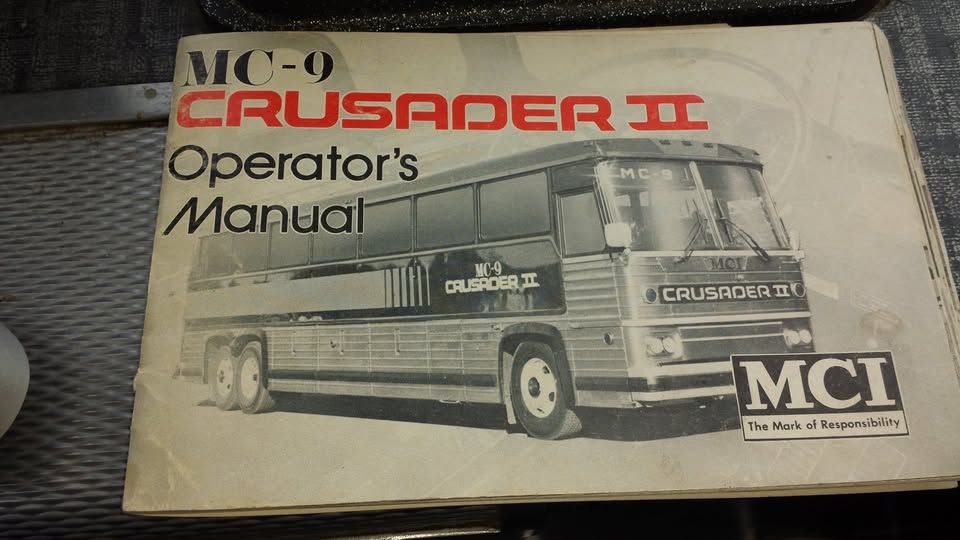 MC-9
CRUSADER II
Operator's
Manual
MC-9
MC-9
CRUSADER II
MCI
CRUSADER II
MCI
The Mark of Responsibility